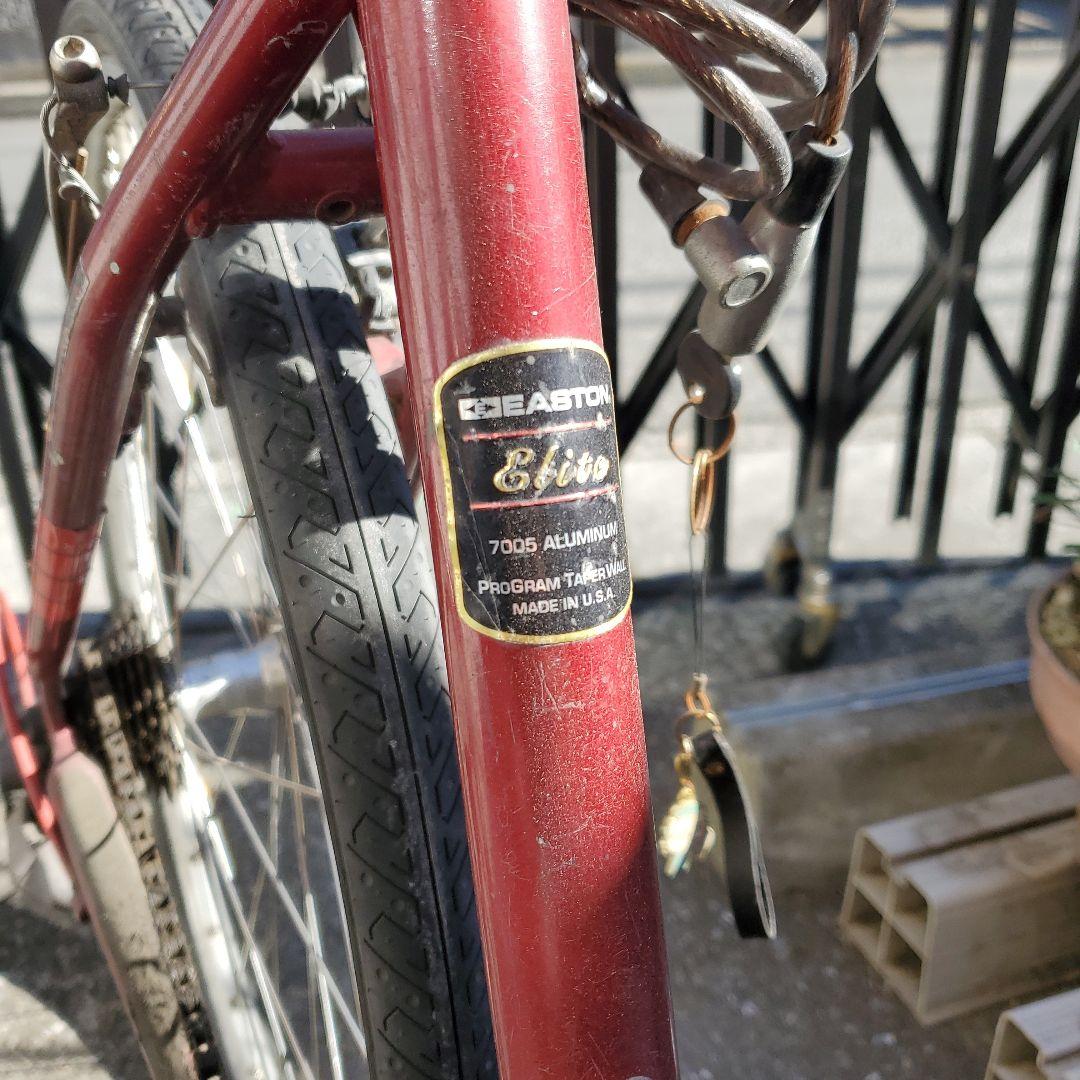 EASTON
Elite
7005 ALUMINUM
PROGRAM TAPER WALL
MADE IN U.S.A.